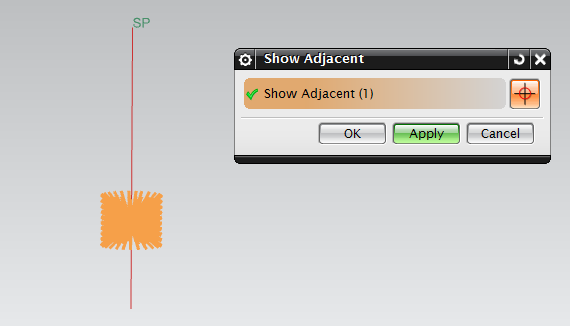 SP
Show Adjacent
Show Adjacent (1)
OK Apply Cancel